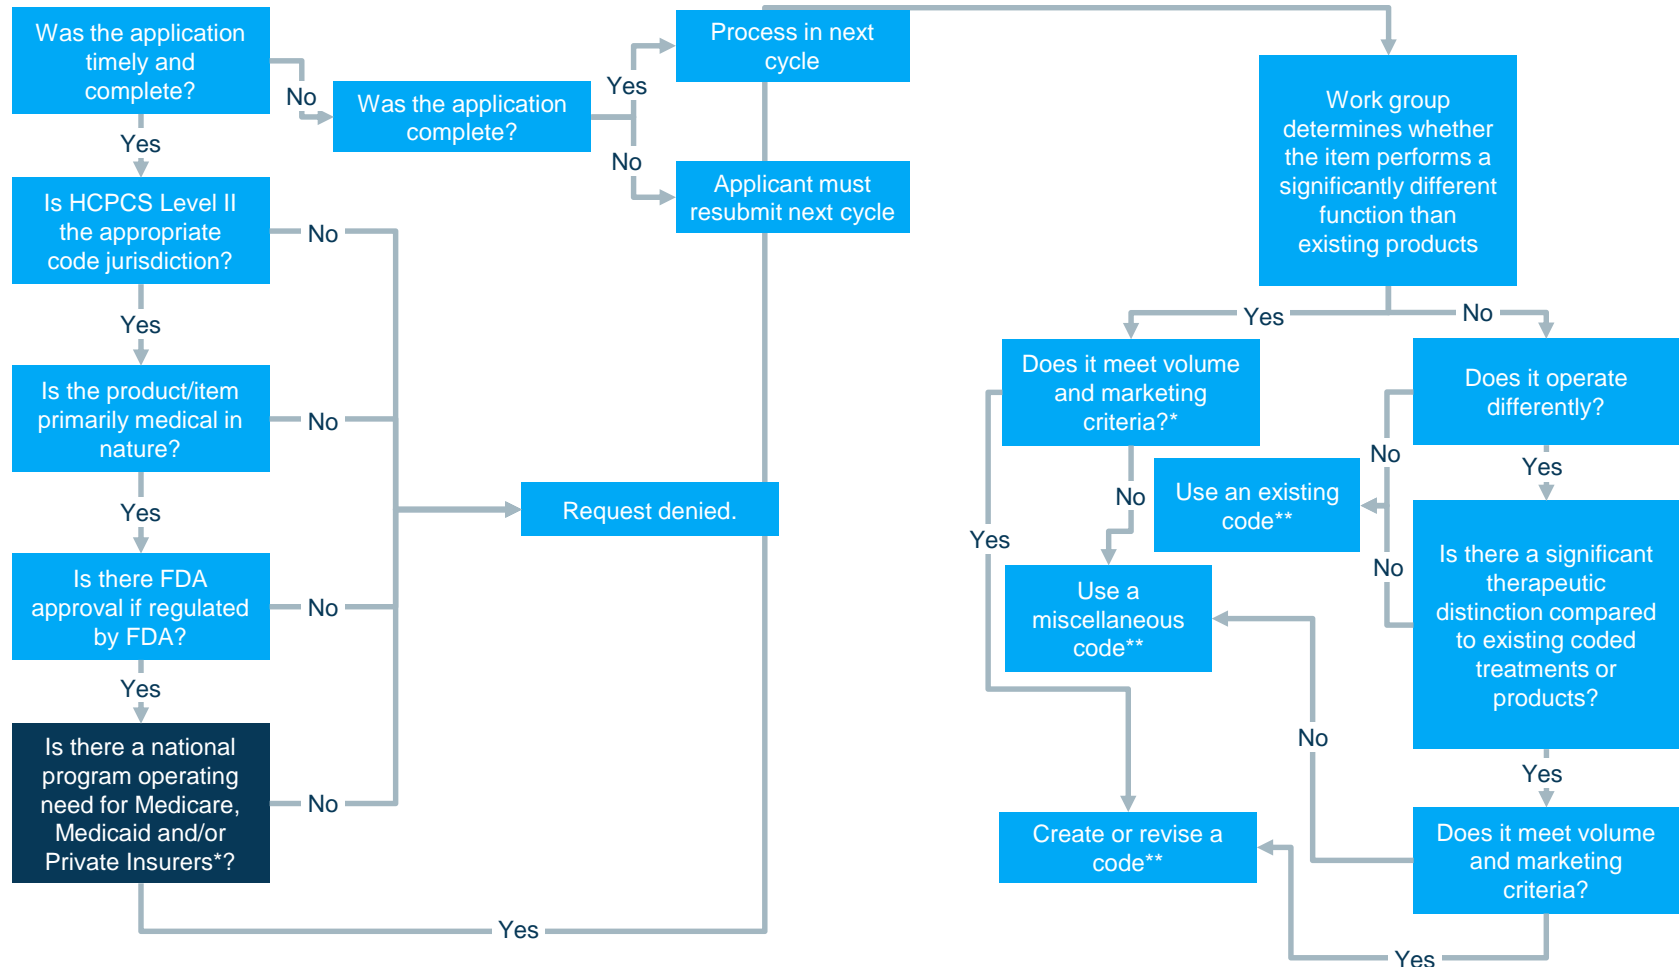 Was the application
timely and
complete?
No
Was the application
complete?
Yes
Process in next
cycle
No
Applicant must
resubmit next cycle
Yes
Is HCPCS Level II
the appropriate
code jurisdiction?
No
Yes
Is the product/item
primarily medical in
nature?
No
Yes
Is there FDA
approval if regulated
by FDA?
No
Yes
Is there a national
program operating
need for Medicare,
Medicaid and/or
Private Insurers*?
No
Request denied.
Yes
Work group
determines whether
the item performs a
significantly different
function than
existing products
Yes
No
Does it meet volume
and marketing
criteria?*
Does it operate
differently?
No
Yes
No
Use an existing
code**
Yes
No
Use a
miscellaneous
code**
Is there a significant
therapeutic
distinction compared
to existing coded
treatments or
products?
No
Yes
Create or revise a
code**
Does it meet volume
and marketing
criteria?
Yes